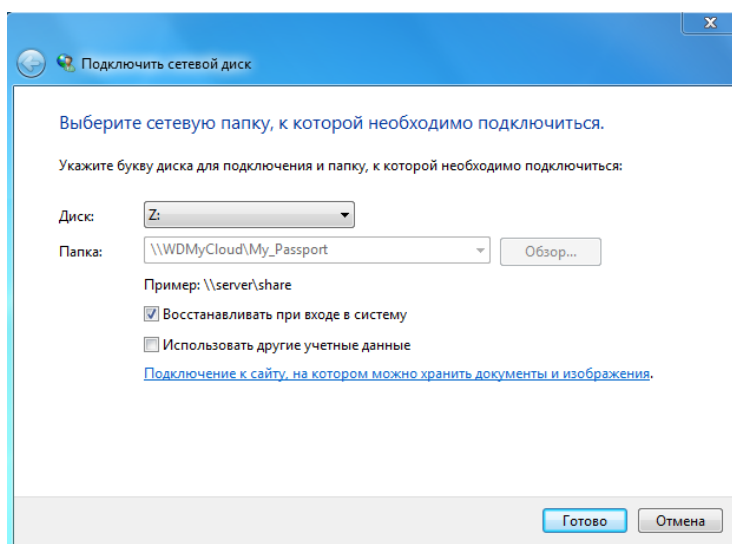 Подключить сетевой диск
Выберите сетевую папку, к которой необходимо подключиться.
Укажите букву диска для подключения и папку, к которой необходимо подключиться:
Диск: Z:
Папка: \\WDMyCloud\My_Passport Обзор...
Пример: \\server\share
Восстанавливать при входе в систему
Использовать другие учетные данные
Подключение к сайту, на котором можно хранить документы и изображения.
Готово Отмена